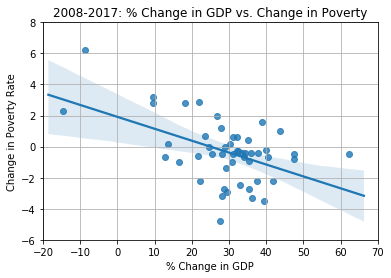 2008-2017: % Change in GDP vs. Change in Poverty
8
6
4
2
0
−2
−4
−6
Change in Poverty Rate
−20 −10 0 10 20 30 40 50 60 70
% Change in GDP